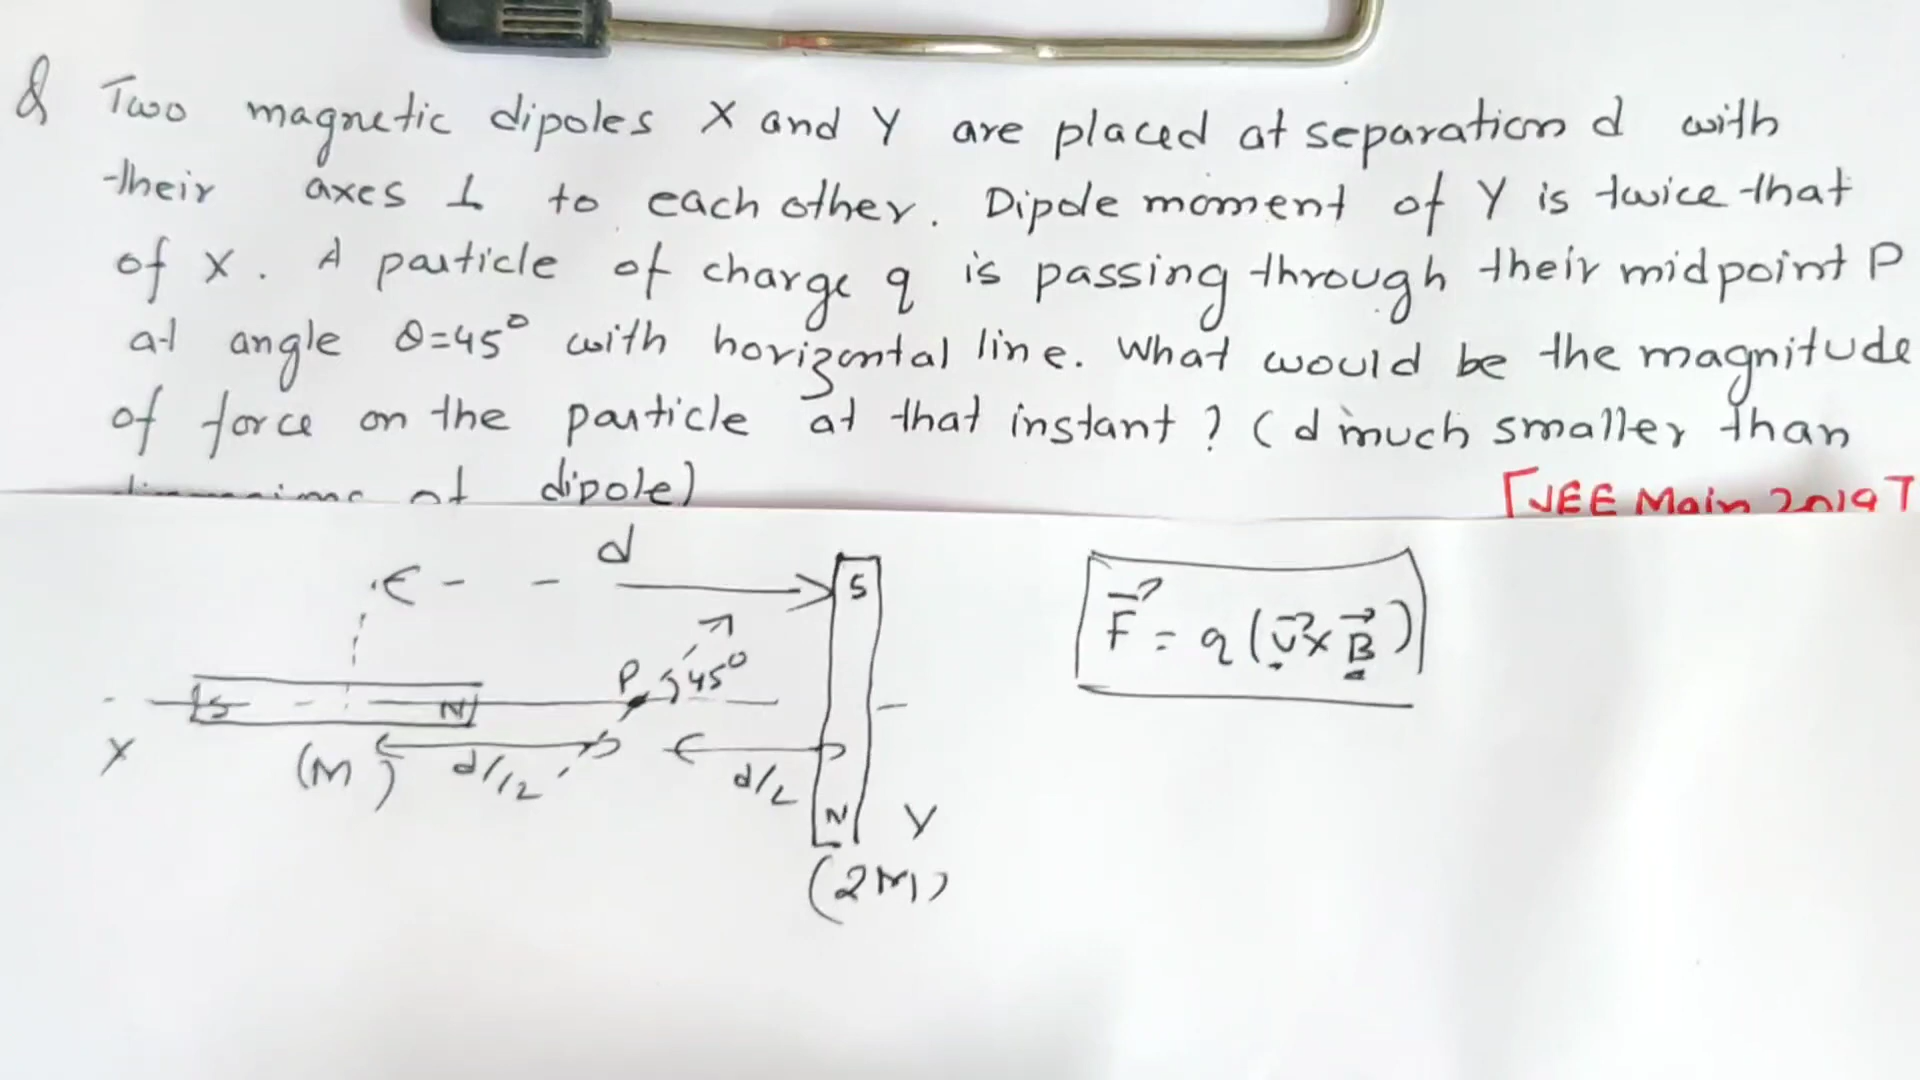 Q Two magnetic dipoles X and Y are placed at separation d with
their axes ⊥ to each other. Dipole moment of Y is twice that
of X. A particle of charge q is passing through their midpoint P
at angle θ=45° with horizontal line. What would be the magnitude
of force on the particle at that instant? (d much smaller than
of dipole)
[JEE Main 2019]
d
S
F = q(v×B)
P 45°
S N
X (M) d/2 d/2 N Y
(2M)